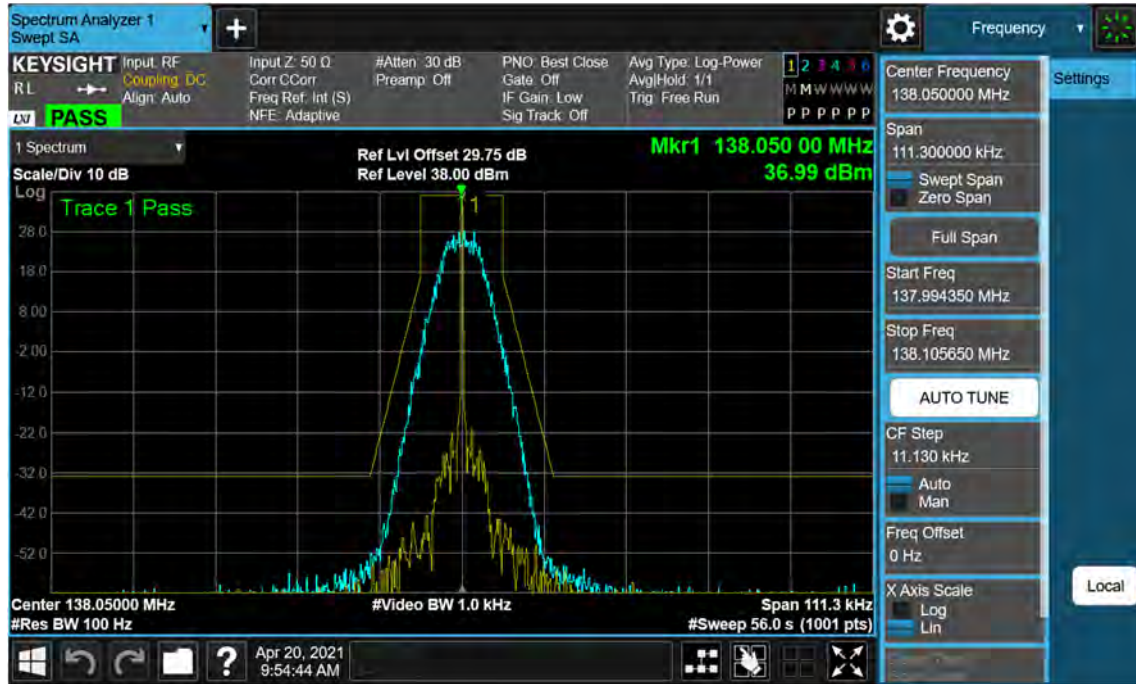 Spectrum Analyzer 1
Swept SA
+
Frequency
KEYSIGHT
RL
LXI PASS
Input: RF
Coupling: DC
Align: Auto
Input Z: 50 Ω
Corr CCorr
Freq Ref: Int (S)
NFE: Adaptive
#Atten: 30 dB
Preamp: Off
PNO: Best Close
Gate: Off
IF Gain: Low
Sig Track: Off
Avg Type: Log-Power
Avg|Hold: 1/1
Trig: Free Run
1 2 3 4 5 6
M M W W W W
P P P P P P
1 Spectrum
Scale/Div 10 dB
Log
Ref Lvl Offset 29.75 dB
Ref Level 38.00 dBm
Mkr1 138.050 00 MHz
36.99 dBm
Trace 1 Pass
1
28.0
18.0
8.00
-2.00
-12.0
-22.0
-32.0
-42.0
-52.0
Center 138.05000 MHz
#Res BW 100 Hz
#Video BW 1.0 kHz
Span 111.3 kHz
#Sweep 56.0 s (1001 pts)
Center Frequency
138.050000 MHz
Span
111.300000 kHz
Swept Span
Zero Span
Full Span
Start Freq
137.994350 MHz
Stop Freq
138.105650 MHz
AUTO TUNE
CF Step
11.130 kHz
Auto
Man
Freq Offset
0 Hz
X Axis Scale
Log
Lin
Settings
Local
?
Apr 20, 2021
9:54:44 AM